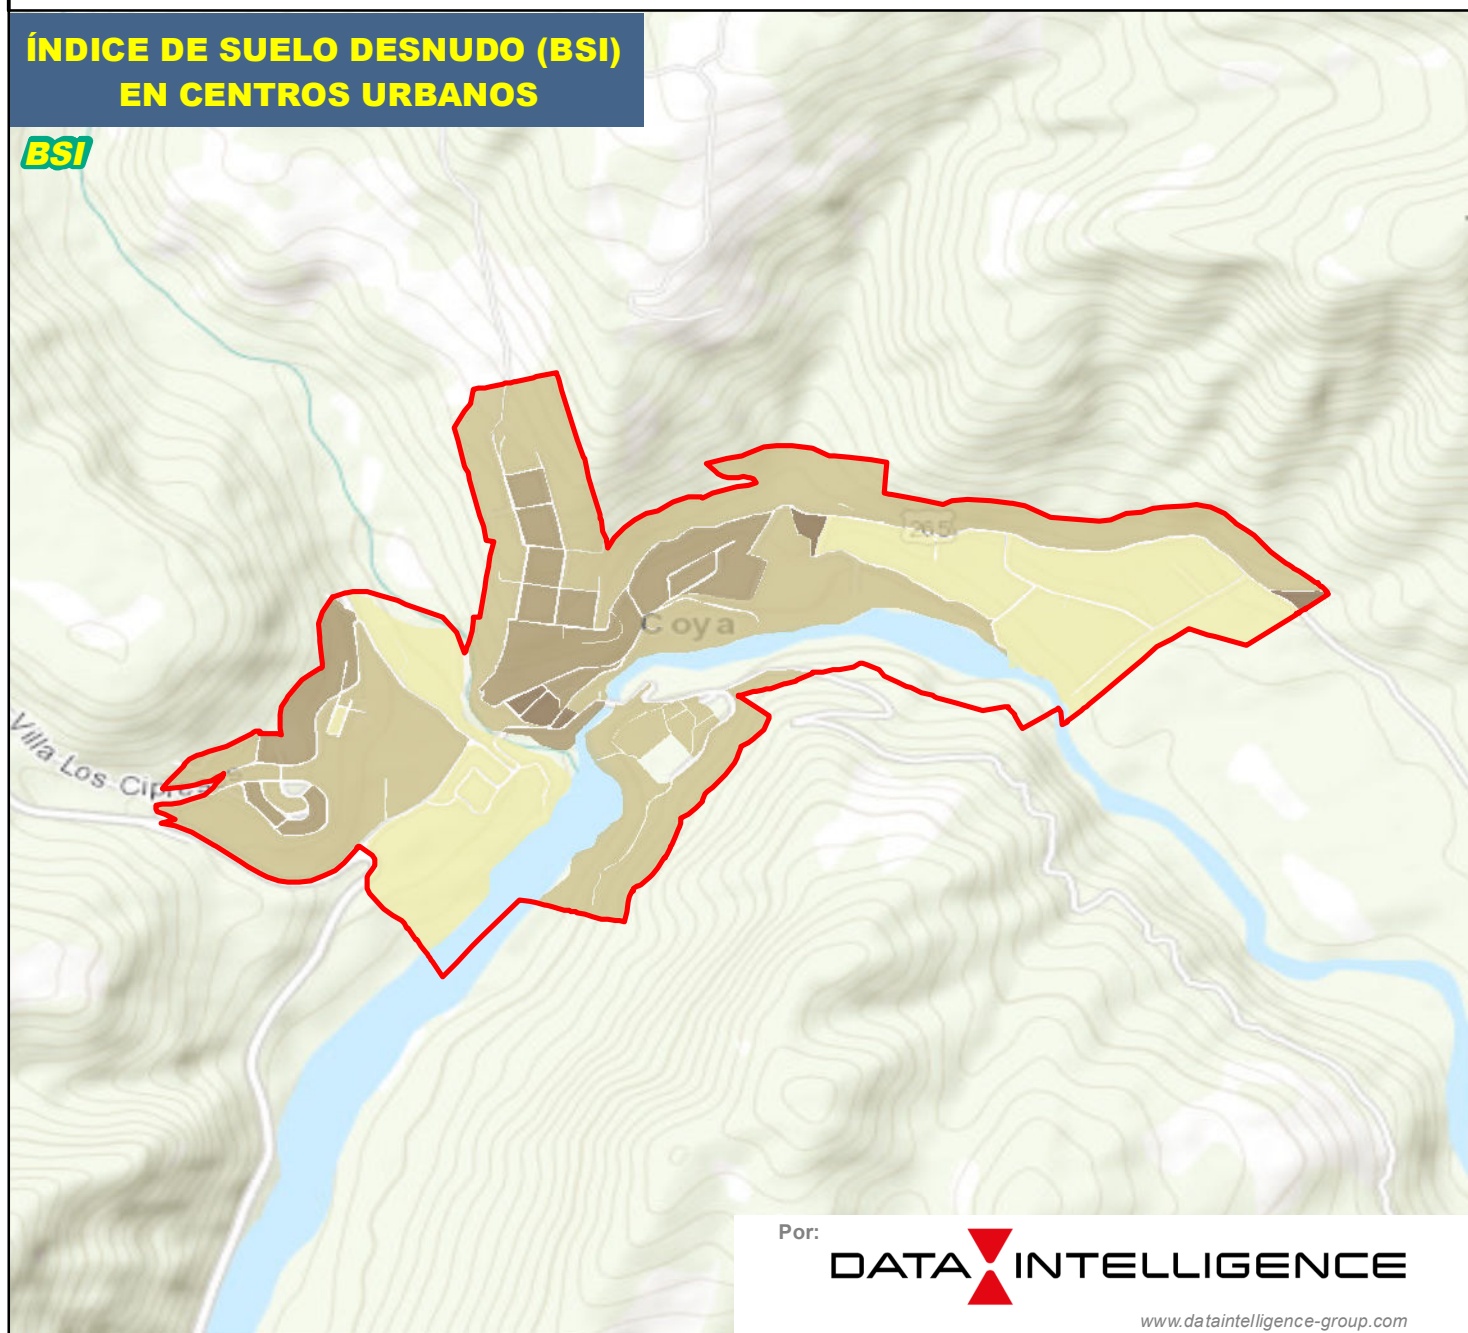 ÍNDICE DE SUELO DESNUDO (BSI)
EN CENTROS URBANOS
BSI
265
Coya
Villa Los Cipreses
Por:
DATA INTELLIGENCE
www.dataintelligence-group.com